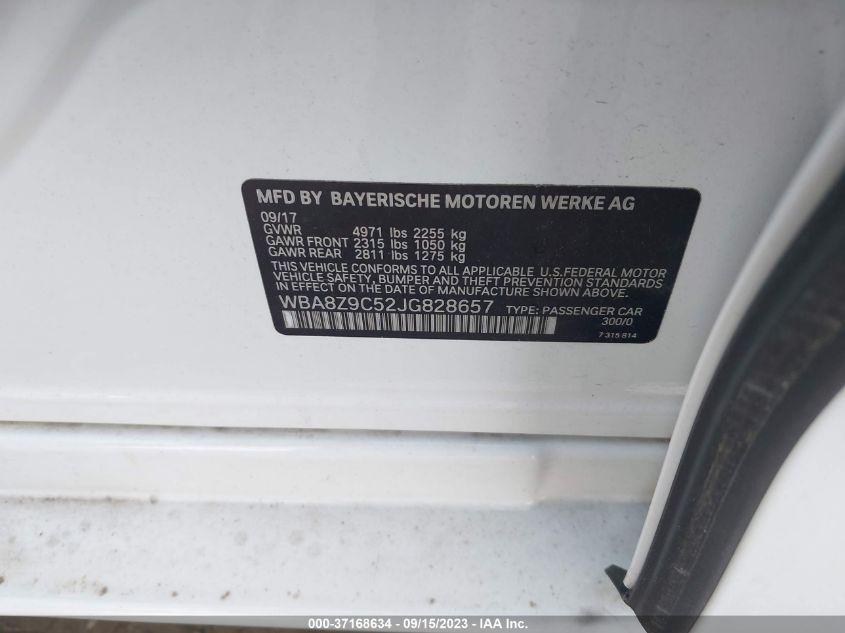 MFD BY BAYERISCHE MOTOREN WERKE AG
09/17
GVWR 4971 lbs 2255 kg
GAWR FRONT 2315 lbs 1050 kg
GAWR REAR 2811 lbs 1275 kg
THIS VEHICLE CONFORMS TO ALL APPLICABLE U.S.FEDERAL MOTOR
VEHICLE SAFETY, BUMPER AND THEFT PREVENTION STANDARDS
IN EFFECT ON THE DATE OF MANUFACTURE SHOWN ABOVE.
WBA8Z9C52JG828657 TYPE: PASSENGER CAR
300/0
7 315 814
000-37168634 - 09/15/2023 - IAA Inc.